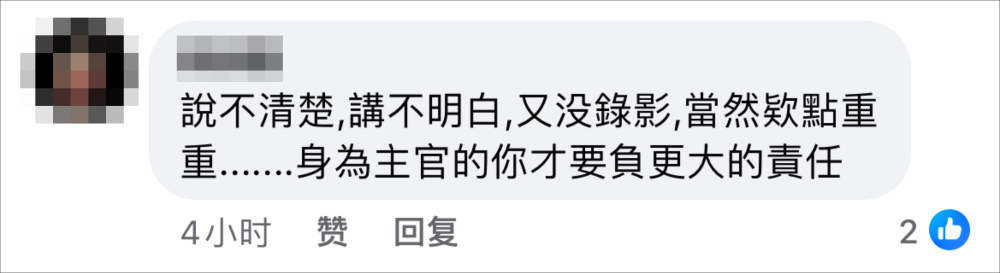 說不清楚,講不明白,又没錄影,當然欵點重
重.......身為主官的你才要負更大的責任
4小时 赞 回复 2